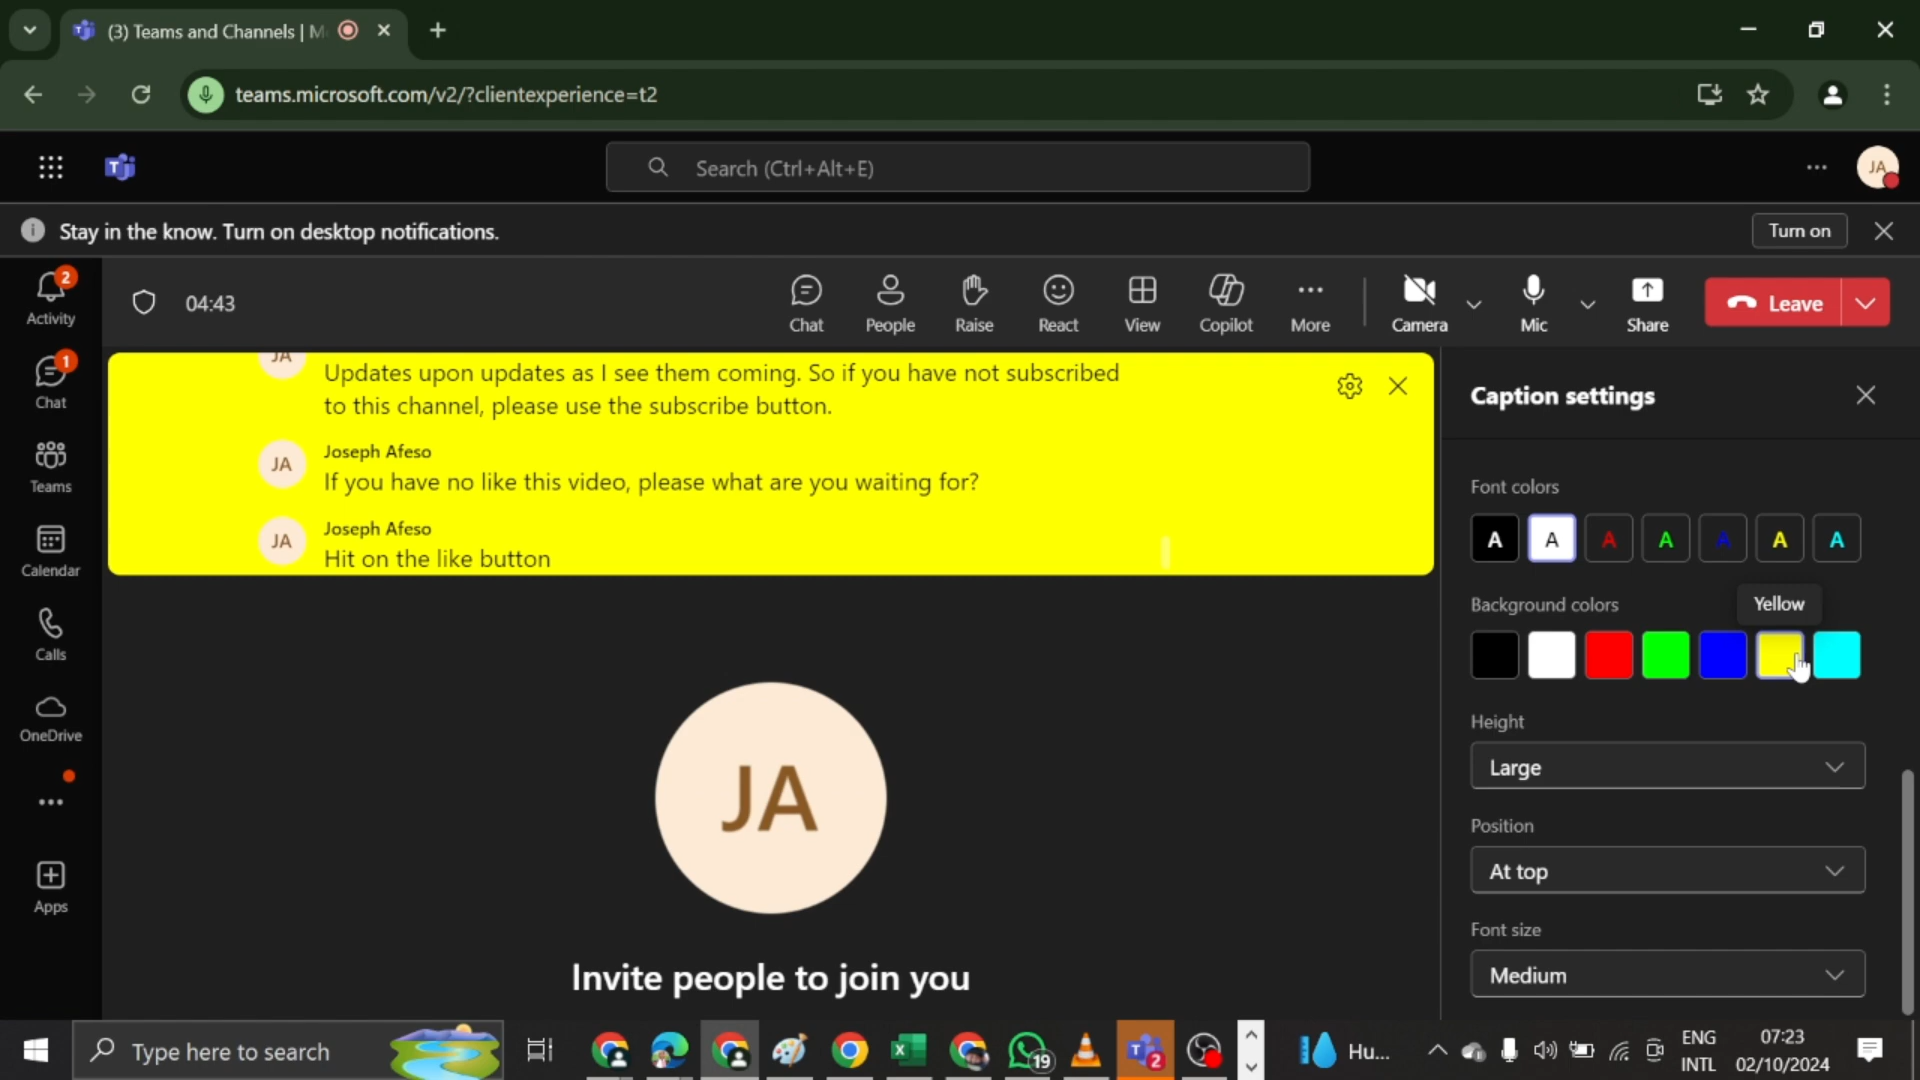 (3) Teams and Channels | M
teams.microsoft.com/v2/?clientexperience=t2
Search (Ctrl+Alt+E)
JA
Stay in the know. Turn on desktop notifications.
Turn on
2
Activity
1
Chat
Teams
Calendar
Calls
OneDrive
Apps
04:43
Chat
People
Raise
React
View
Copilot
More
Camera
Mic
Share
Leave
JA
Updates upon updates as I see them coming. So if you have not subscribed
to this channel, please use the subscribe button.
JA
Joseph Afeso
If you have no like this video, please what are you waiting for?
JA
Joseph Afeso
Hit on the like button
JA
Invite people to join you
Caption settings
Font colors
A A A A A A A
Background colors
Yellow
Height
Large
Position
At top
Font size
Medium
Type here to search
19
2
Hu...
ENG
INTL
07:23
02/10/2024